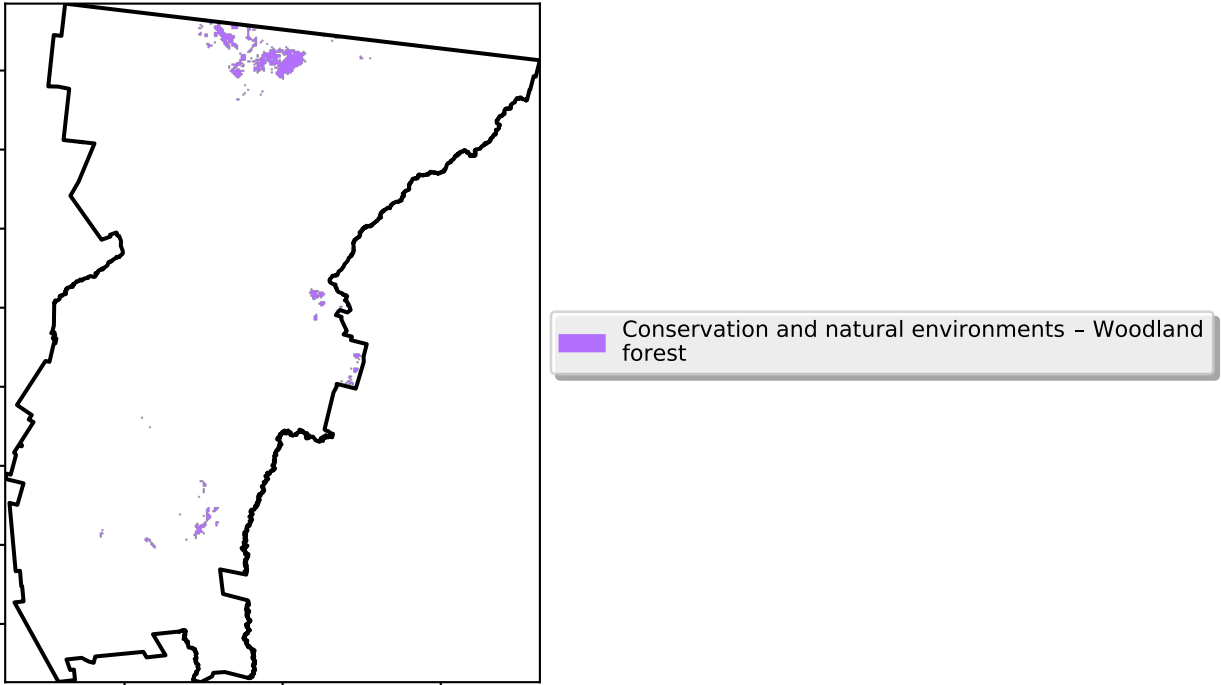 Conservation and natural environments – Woodland
forest